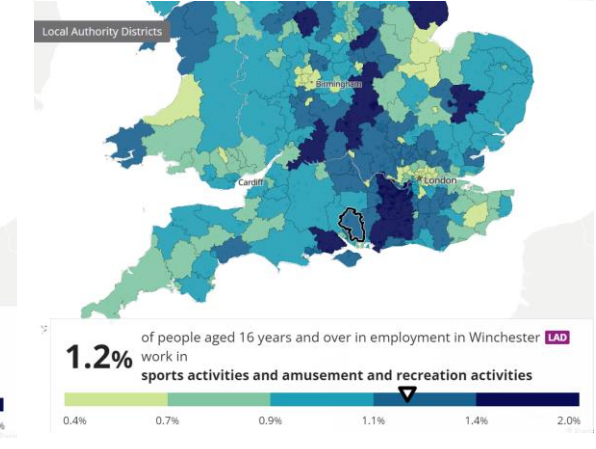 Local Authority Districts
Birmingham
Cardiff
London
of people aged 16 years and over in employment in Winchester LAD
1.2% work in
sports activities and amusement and recreation activities
0.4% 0.7% 0.9% 1.1% 1.4% 2.0%
%